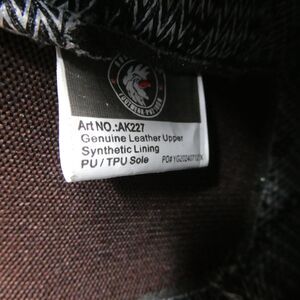 Art NO.:AK227
Genuine Leather Upper
Synthetic Lining
PU / TPU Sole